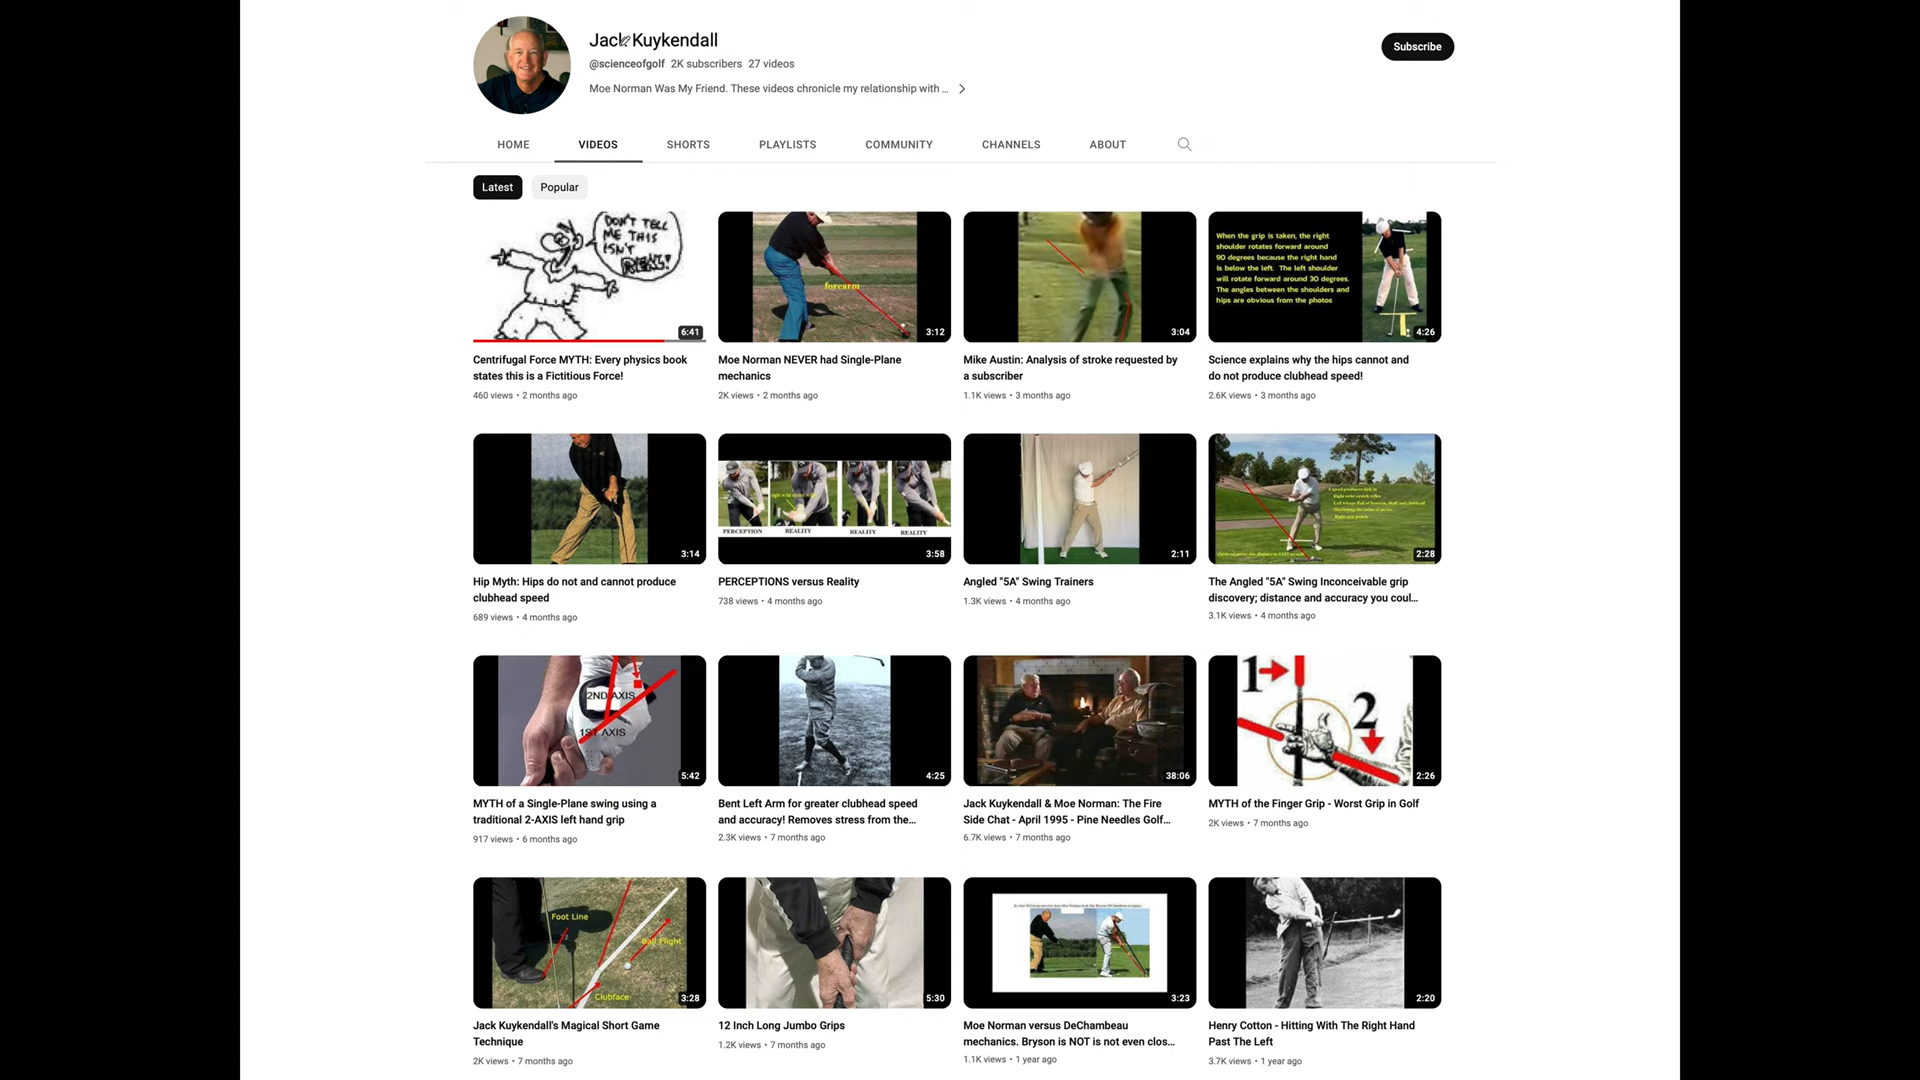 Jack Kuykendall
Subscribe
@scienceofgolf 2K subscribers 27 videos
Moe Norman Was My Friend. These videos chronicle my relationship with ...
HOME VIDEOS SHORTS PLAYLISTS COMMUNITY CHANNELS ABOUT
Latest Popular
DON'T TELL
ME THIS
ISN'T
REAL!
6:41
forearm
3:12
3:04
When the grip is taken, the right
shoulder rotates forward around
90 degrees because the right hand
is below the left. The left shoulder
will rotate forward around 30 degrees.
The angles between the shoulders and
hips are obvious from the photos
4:26
Centrifugal Force MYTH: Every physics book
states this is a Fictitious Force!
460 views • 2 months ago
Moe Norman NEVER had Single-Plane
mechanics
2K views • 2 months ago
Mike Austin: Analysis of stroke requested by
a subscriber
1.1K views • 3 months ago
Science explains why the hips cannot and
do not produce clubhead speed!
2.6K views • 3 months ago
3:14
PERCEPTION REALITY REALITY REALITY
3:58
2:11
2:28
Hip Myth: Hips do not and cannot produce
clubhead speed
689 views • 4 months ago
PERCEPTIONS versus Reality
738 views • 4 months ago
Angled "5A" Swing Trainers
1.3K views • 4 months ago
The Angled "5A" Swing Inconceivable grip
discovery; distance and accuracy you coul...
3.1K views • 4 months ago
2ND AXIS
1ST AXIS
5:42
4:25
38:06
1
2
2:26
MYTH of a Single-Plane swing using a
traditional 2-AXIS left hand grip
917 views • 6 months ago
Bent Left Arm for greater clubhead speed
and accuracy! Removes stress from the...
2.3K views • 7 months ago
Jack Kuykendall & Moe Norman: The Fire
Side Chat - April 1995 - Pine Needles Golf...
6.7K views • 7 months ago
MYTH of the Finger Grip - Worst Grip in Golf
2K views • 7 months ago
Foot Line
Ball Flight
Clubface
3:28
5:30
3:23
2:20
Jack Kuykendall's Magical Short Game
Technique
2K views • 7 months ago
12 Inch Long Jumbo Grips
1.2K views • 7 months ago
Moe Norman versus DeChambeau
mechanics. Bryson is NOT is not even clos...
1.1K views • 1 year ago
Henry Cotton - Hitting With The Right Hand
Past The Left
3.7K views • 1 year ago